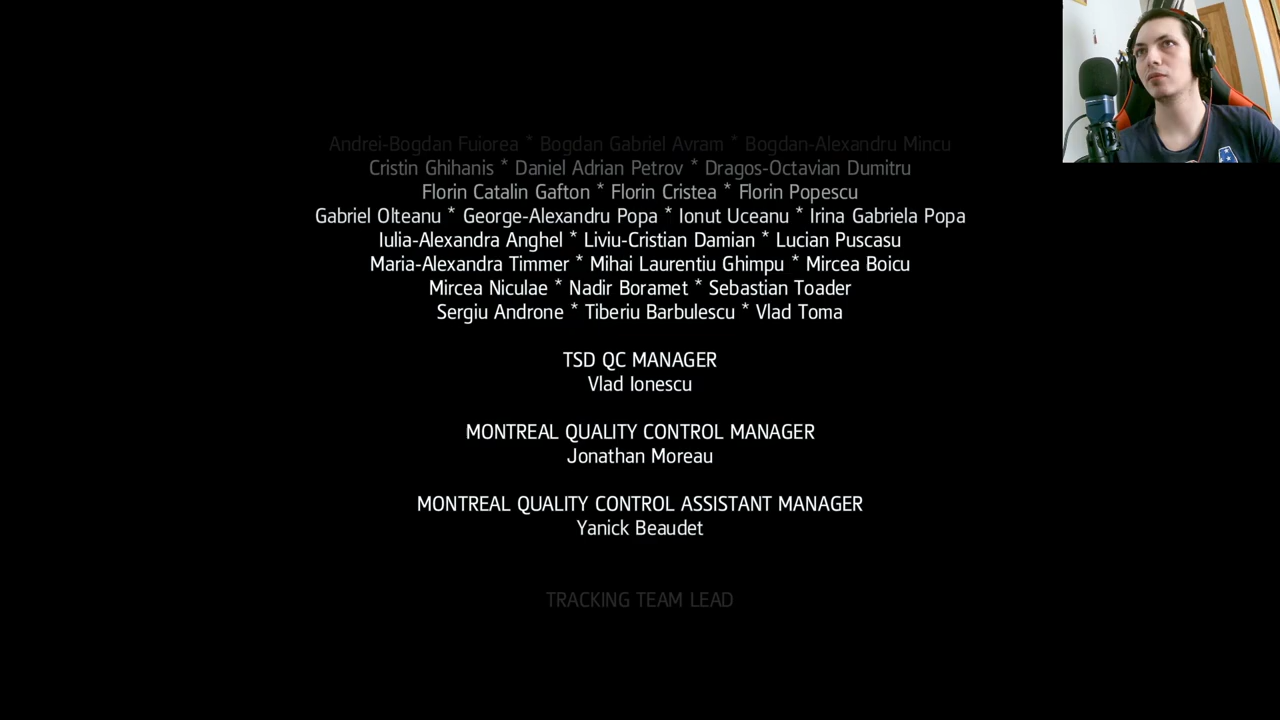 Andrei-Bogdan Fuiorea * Bogdan Gabriel Avram * Bogdan-Alexandru Mincu
Cristin Ghihanis * Daniel Adrian Petrov * Dragos-Octavian Dumitru
Florin Catalin Gafton * Florin Cristea * Florin Popescu
Gabriel Olteanu * George-Alexandru Popa * Ionut Uceanu * Irina Gabriela Popa
Iulia-Alexandra Anghel * Liviu-Cristian Damian * Lucian Puscasu
Maria-Alexandra Timmer * Mihai Laurentiu Ghimpu * Mircea Boicu
Mircea Niculae * Nadir Boramet * Sebastian Toader
Sergiu Androne * Tiberiu Barbulescu * Vlad Toma
TSD QC MANAGER
Vlad Ionescu
MONTREAL QUALITY CONTROL MANAGER
Jonathan Moreau
MONTREAL QUALITY CONTROL ASSISTANT MANAGER
Yanick Beaudet
TRACKING TEAM LEAD